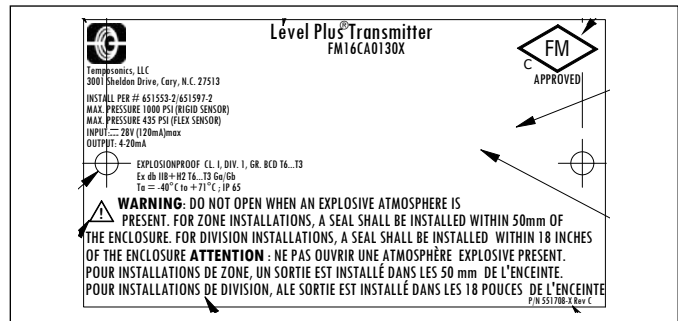 Level Plus® Transmitter
FM16CA0130X
FM
C
APPROVED
Temposonics, LLC
3001 Sheldon Drive, Cary, N.C. 27513
INSTALL PER # 651553-2/651597-2
MAX. PRESSURE 1000 PSI (RIGID SENSOR)
MAX. PRESSURE 435 PSI (FLEX SENSOR)
INPUT: ⎓ 28V (120mA)max
OUTPUT: 4-20mA
EXPLOSIONPROOF CL. I, DIV. 1, GR. BCD T6...T3
Ex db IIB+H2 T6...T3 Ga/Gb
Ta = -40°C to +71°C ; IP 65
WARNING: DO NOT OPEN WHEN AN EXPLOSIVE ATMOSPHERE IS
PRESENT. FOR ZONE INSTALLATIONS, A SEAL SHALL BE INSTALLED WITHIN 50mm OF
THE ENCLOSURE. FOR DIVISION INSTALLATIONS, A SEAL SHALL BE INSTALLED WITHIN 18 INCHES
OF THE ENCLOSURE ATTENTION : NE PAS OUVRIR UNE ATMOSPHÈRE EXPLOSIVE PRESENT.
POUR INSTALLATIONS DE ZONE, UN SORTIE EST INSTALLÉ DANS LES 50 mm DE L'ENCEINTE.
POUR INSTALLATIONS DE DIVISION, ALE SORTIE EST INSTALLÉ DANS LES 18 POUCES DE L'ENCEINTE
P/N 551708-X Rev C